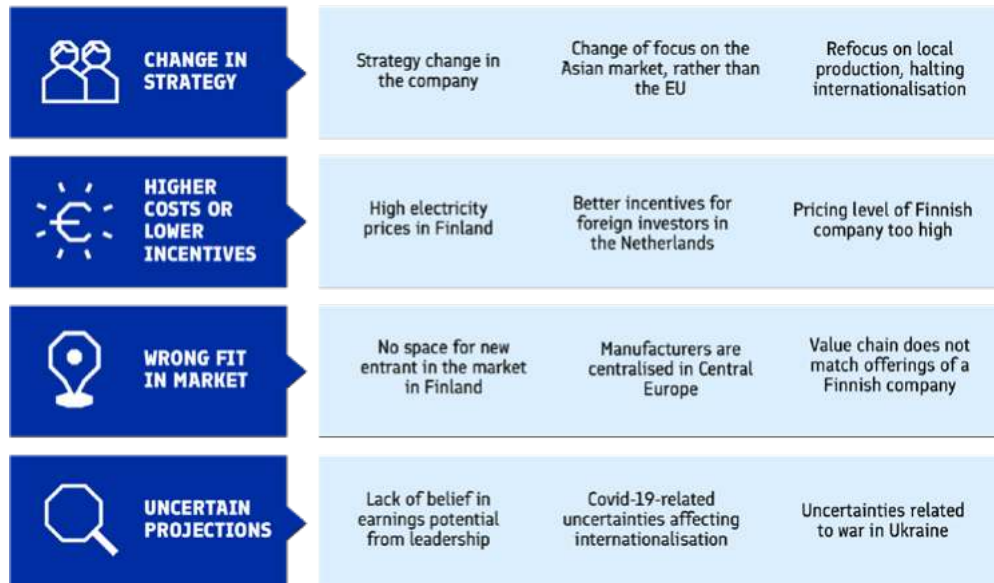 CHANGE IN
STRATEGY
Strategy change in
the company
Change of focus on the
Asian market, rather than
the EU
Refocus on local
production, halting
internationalisation
HIGHER
COSTS OR
LOWER
INCENTIVES
High electricity
prices in Finland
Better incentives for
foreign investors in
the Netherlands
Pricing level of Finnish
company too high
WRONG FIT
IN MARKET
No space for new
entrant in the market
in Finland
Manufacturers are
centralised in Central
Europe
Value chain does not
match offerings of a
Finnish company
UNCERTAIN
PROJECTIONS
Lack of belief in
earnings potential
from leadership
Covid-19-related
uncertainties affecting
internationalisation
Uncertainties related
to war in Ukraine